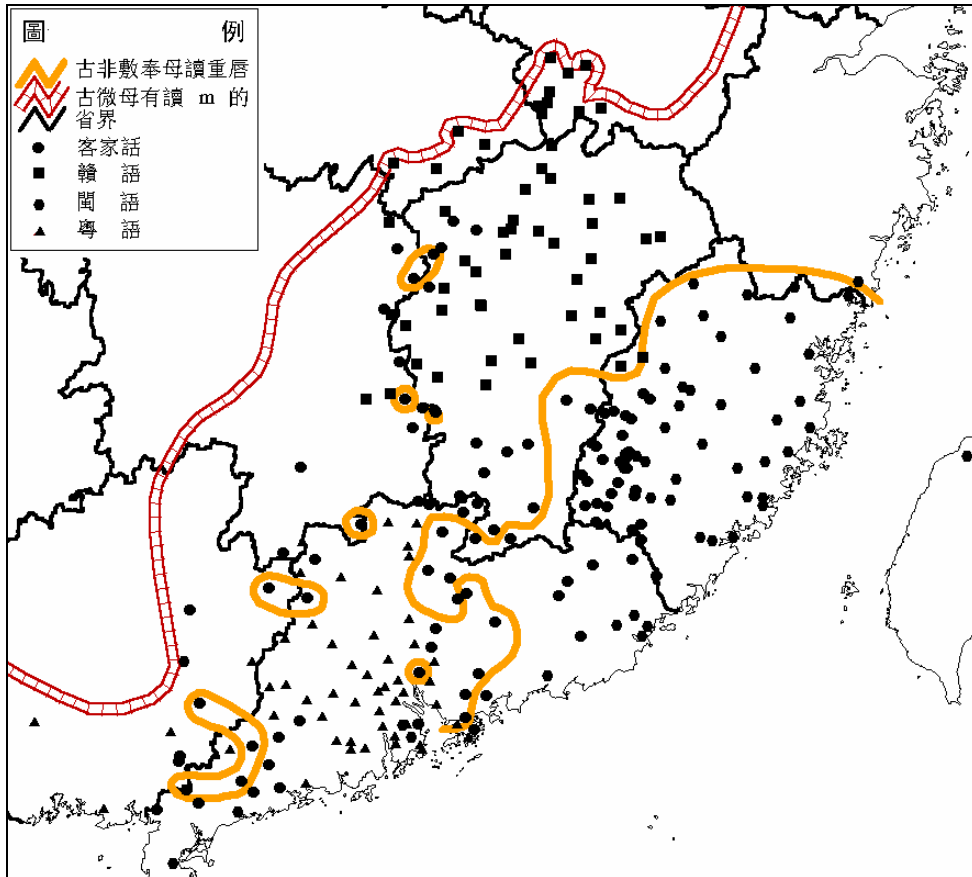 圖 例
古非敷奉母讀重唇
古微母有讀 m 的
省界
客家話
贛 語
閩 語
粵 語